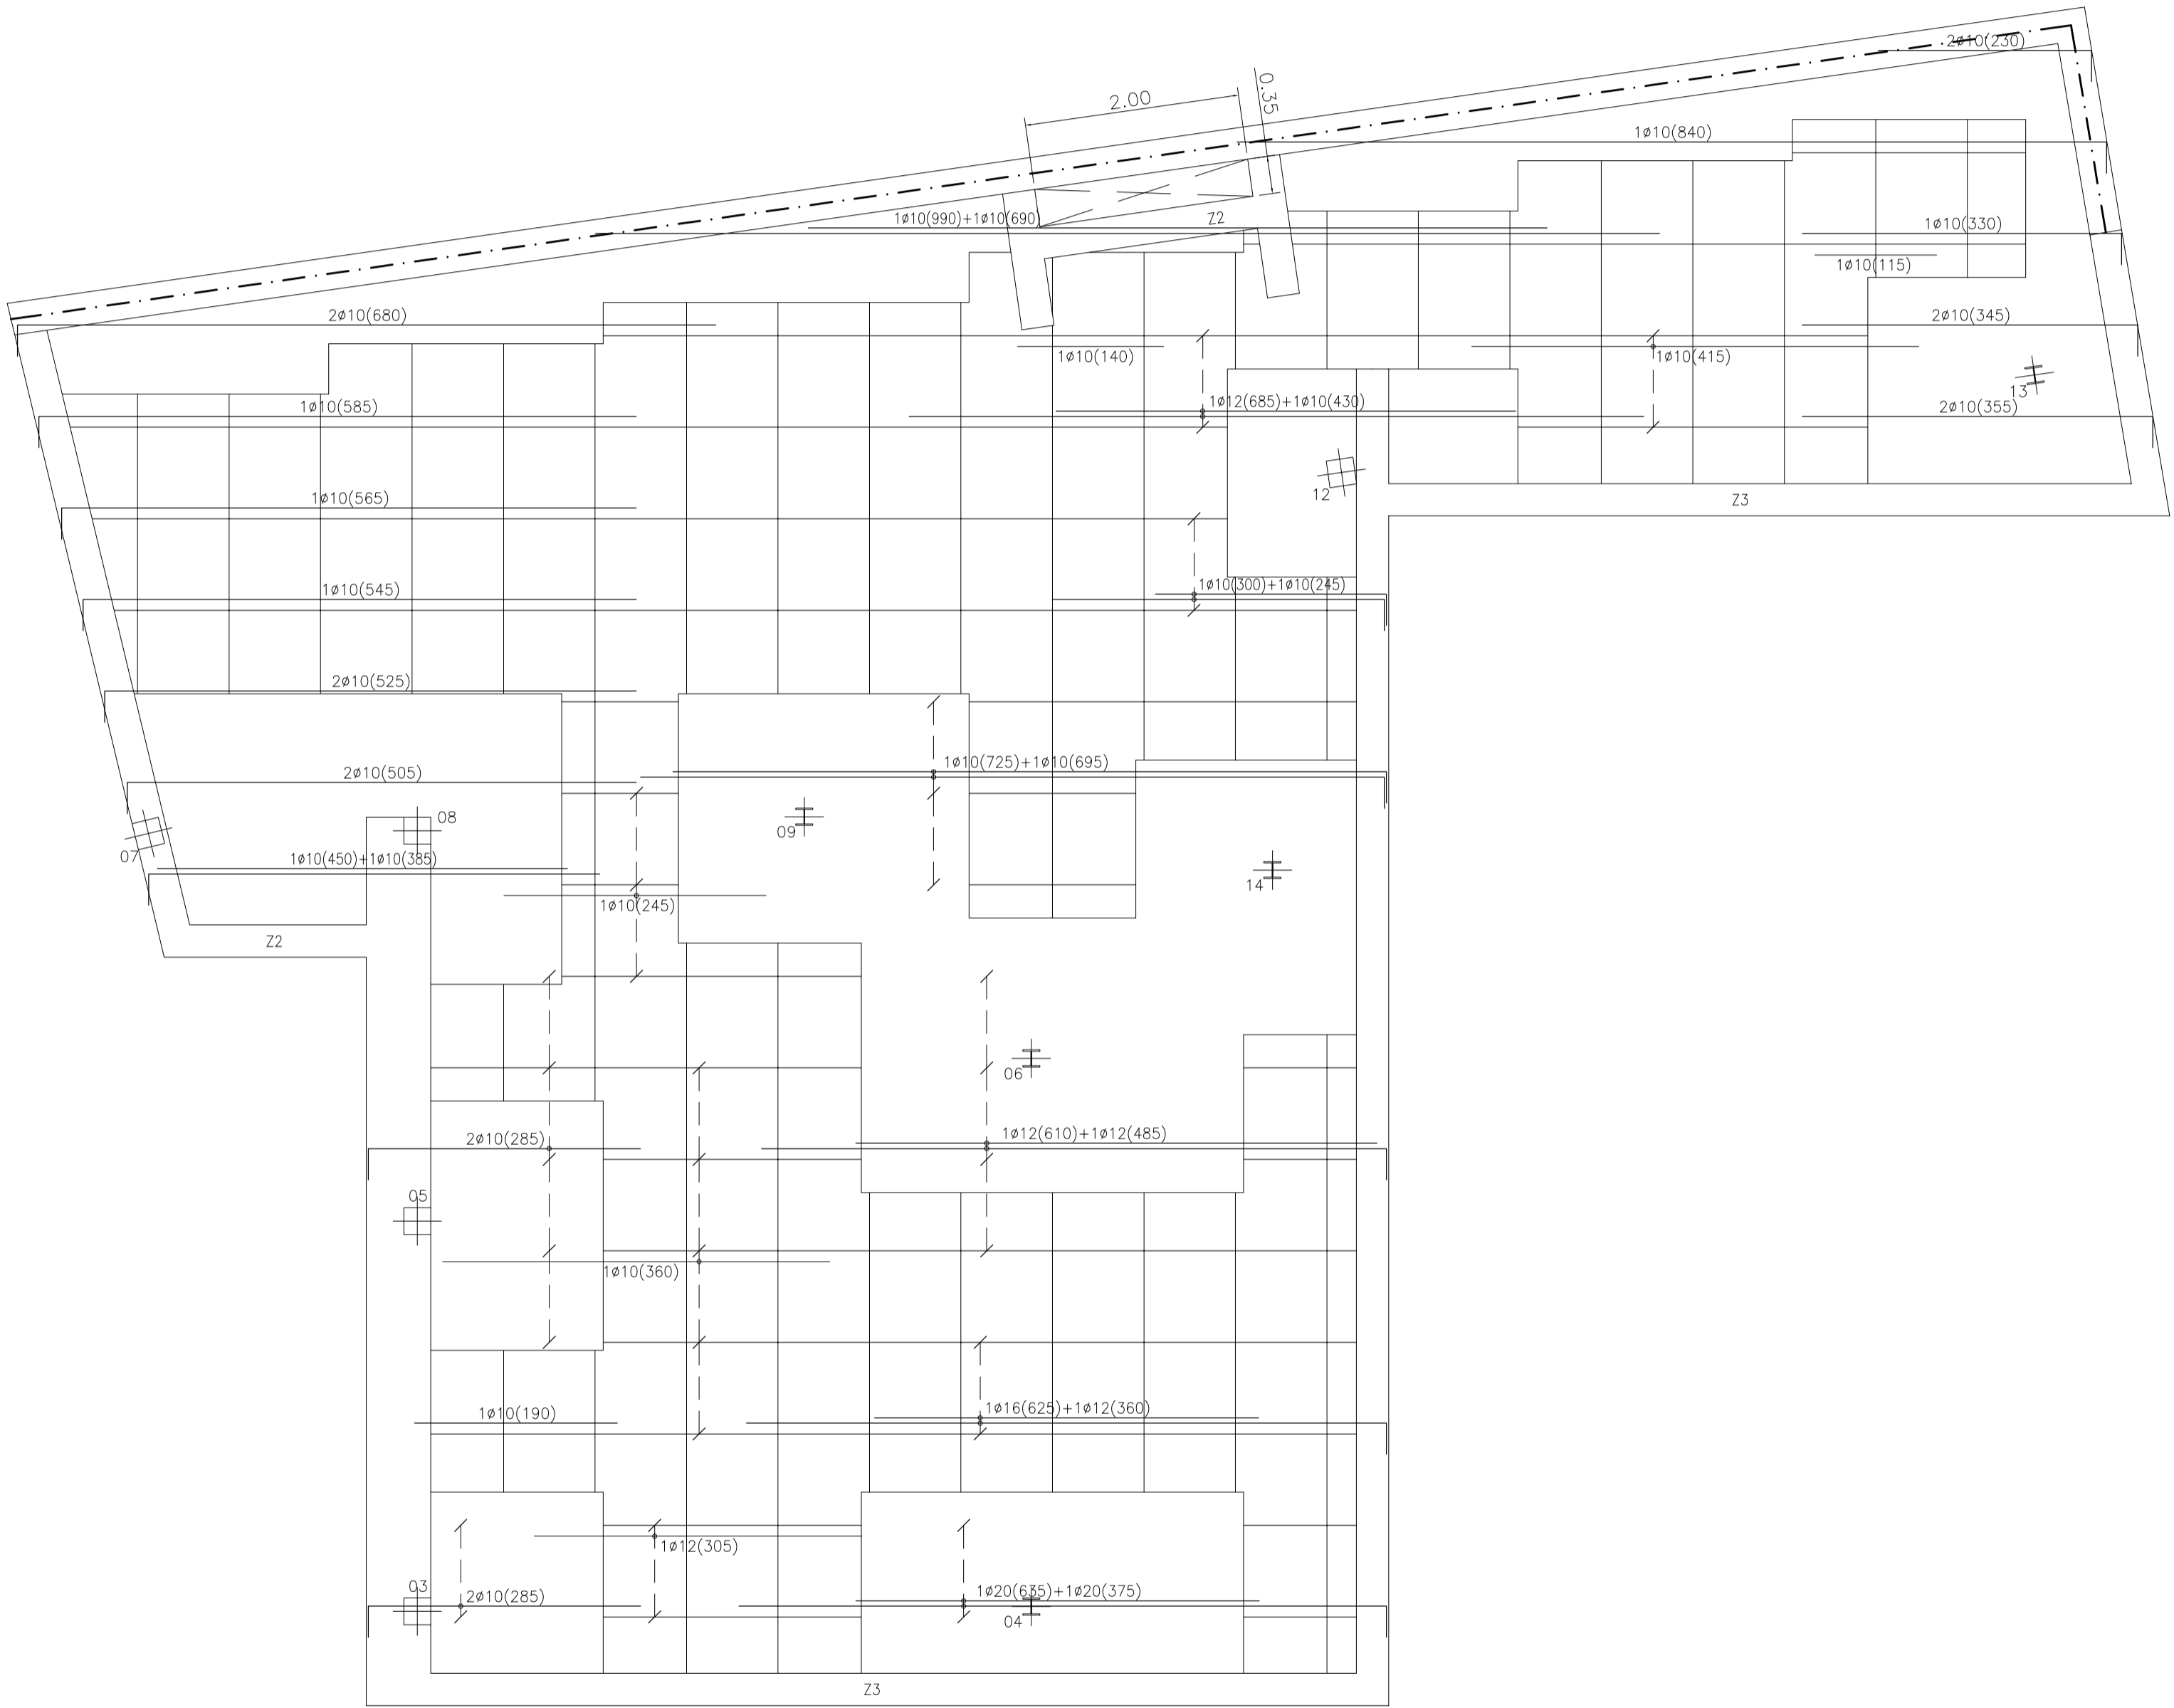 2ø10(230)
0.35
2.00
1ø10(840)
1ø10(990)+1ø10(690)
Z2
1ø10(330)
1ø10(115)
2ø10(680)
2ø10(345)
1ø10(140)
1ø10(415)
13
1ø10(585)
1ø12(685)+1ø10(430)
2ø10(355)
1ø10(565)
12
Z3
1ø10(545)
1ø10(300)+1ø10(245)
2ø10(525)
2ø10(505)
1ø10(725)+1ø10(695)
08
09
07
1ø10(450)+1ø10(385)
14
1ø10(245)
Z2
06
2ø10(285)
1ø12(610)+1ø12(485)
05
1ø10(360)
1ø10(190)
1ø16(625)+1ø12(360)
1ø12(305)
03
2ø10(285)
1ø20(635)+1ø20(375)
04
Z3